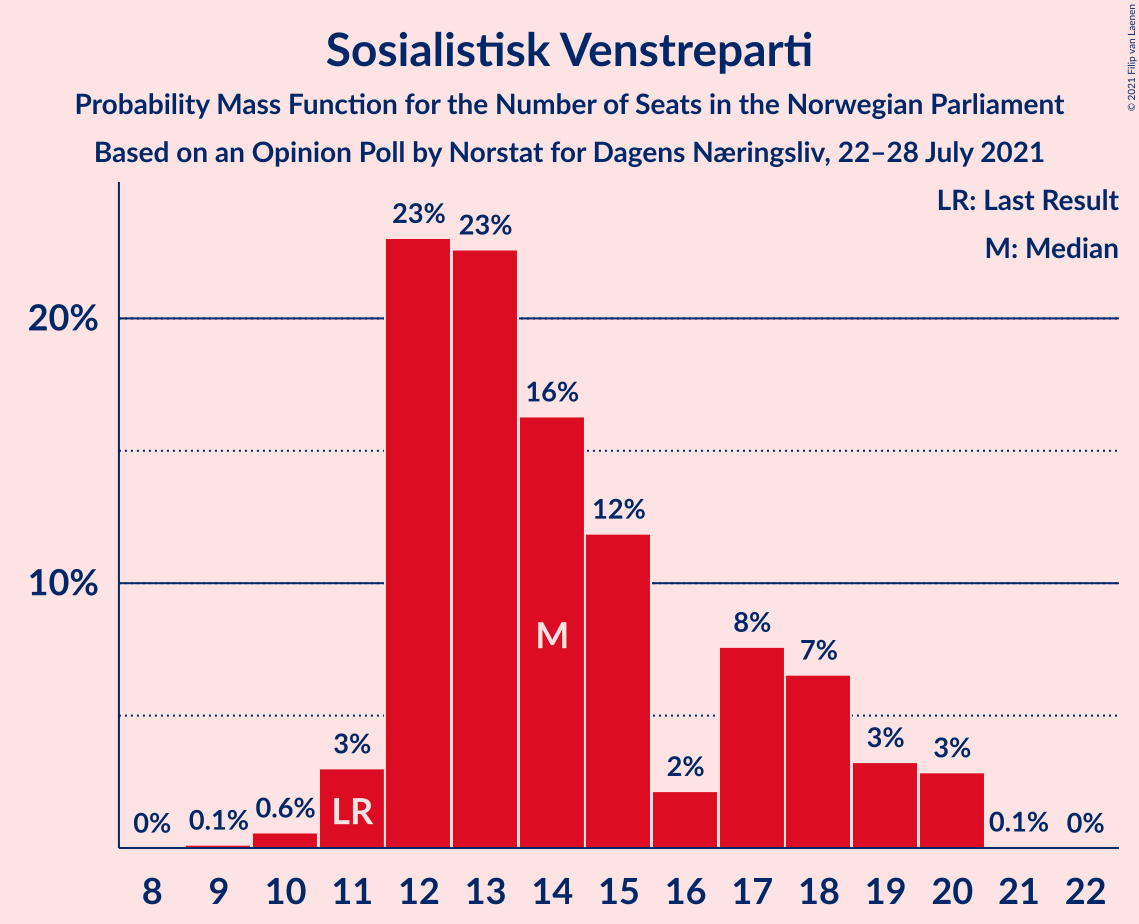 Sosialistisk Venstreparti
Probability Mass Function for the Number of Seats in the Norwegian Parliament
Based on an Opinion Poll by Norstat for Dagens Næringsliv, 22–28 July 2021
© 2021 Filip van Laenen
LR: Last Result
M: Median
20%
10%
0%
0.1%
0.6%
3%
23%
23%
16%
12%
2%
8%
7%
3%
3%
0.1%
0%
LR
M
8 9 10 11 12 13 14 15 16 17 18 19 20 21 22